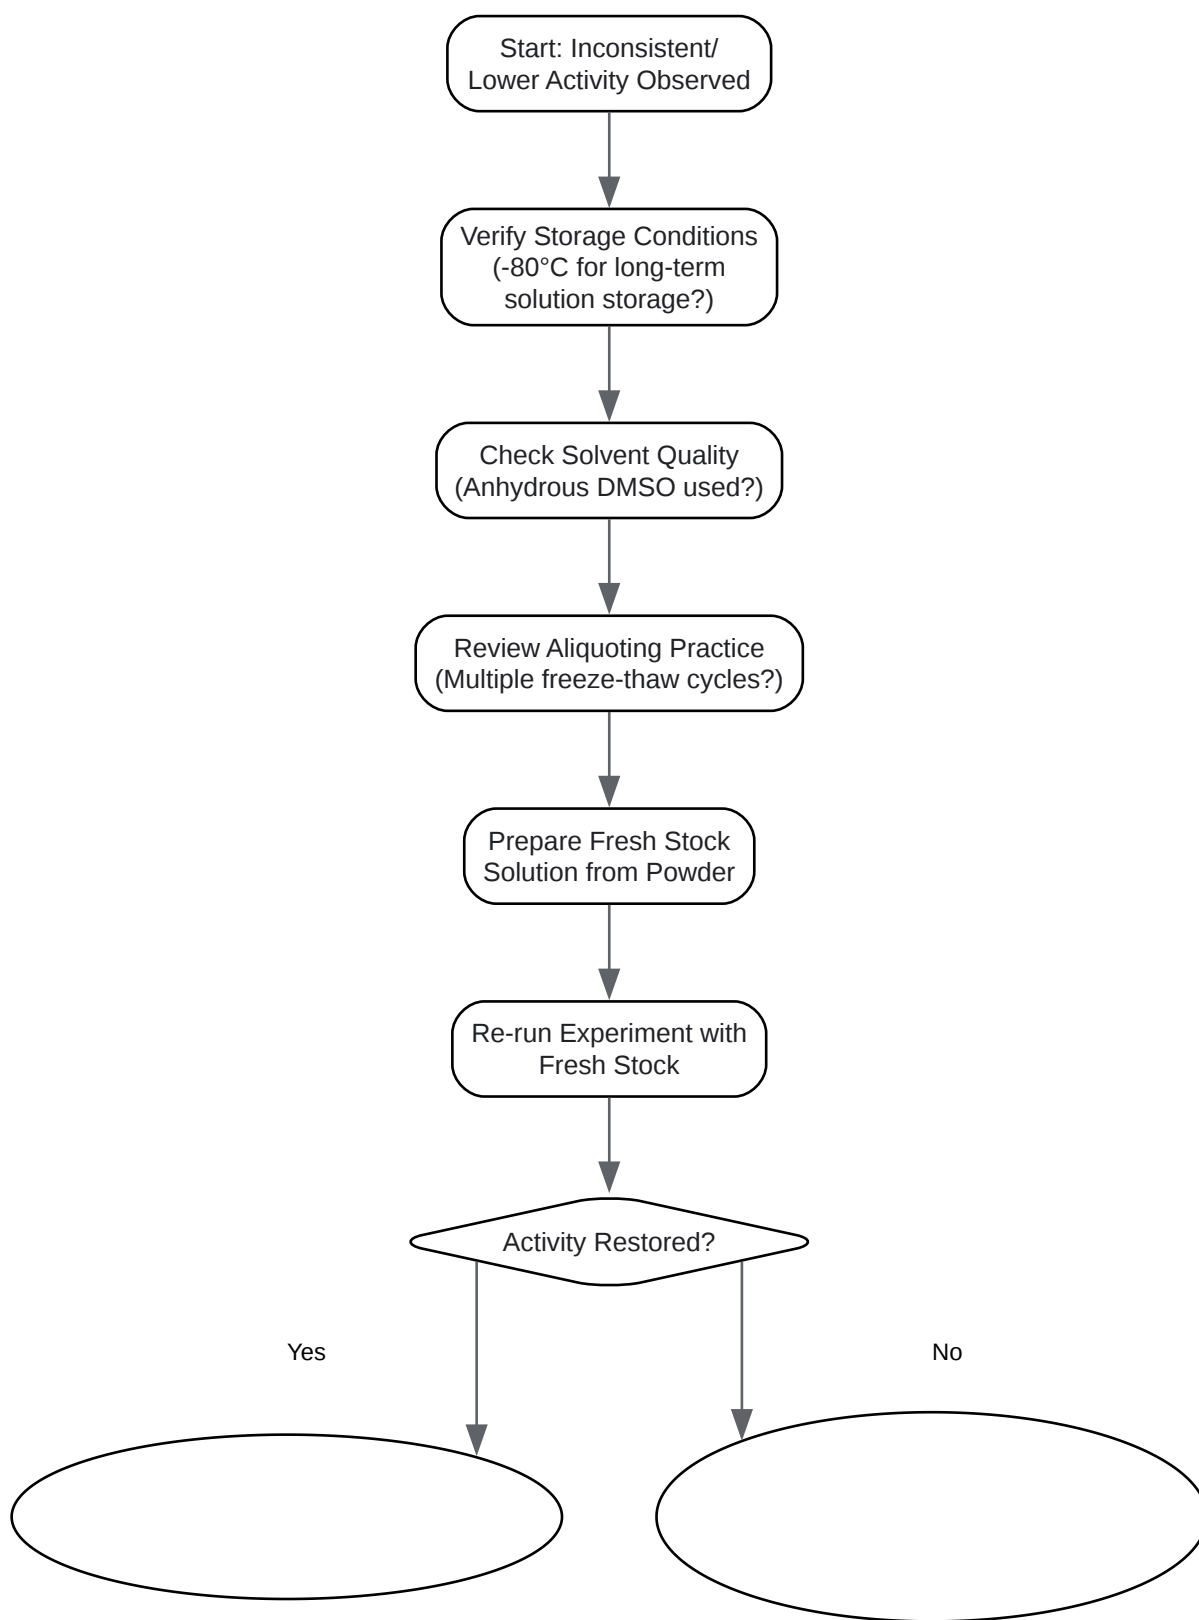 Start: Inconsistent/
Lower Activity Observed
Verify Storage Conditions
(-80°C for long-term
solution storage?)
Check Solvent Quality
(Anhydrous DMSO used?)
Review Aliquoting Practice
(Multiple freeze-thaw cycles?)
Prepare Fresh Stock
Solution from Powder
Re-run Experiment with
Fresh Stock
Activity Restored?
Yes
No